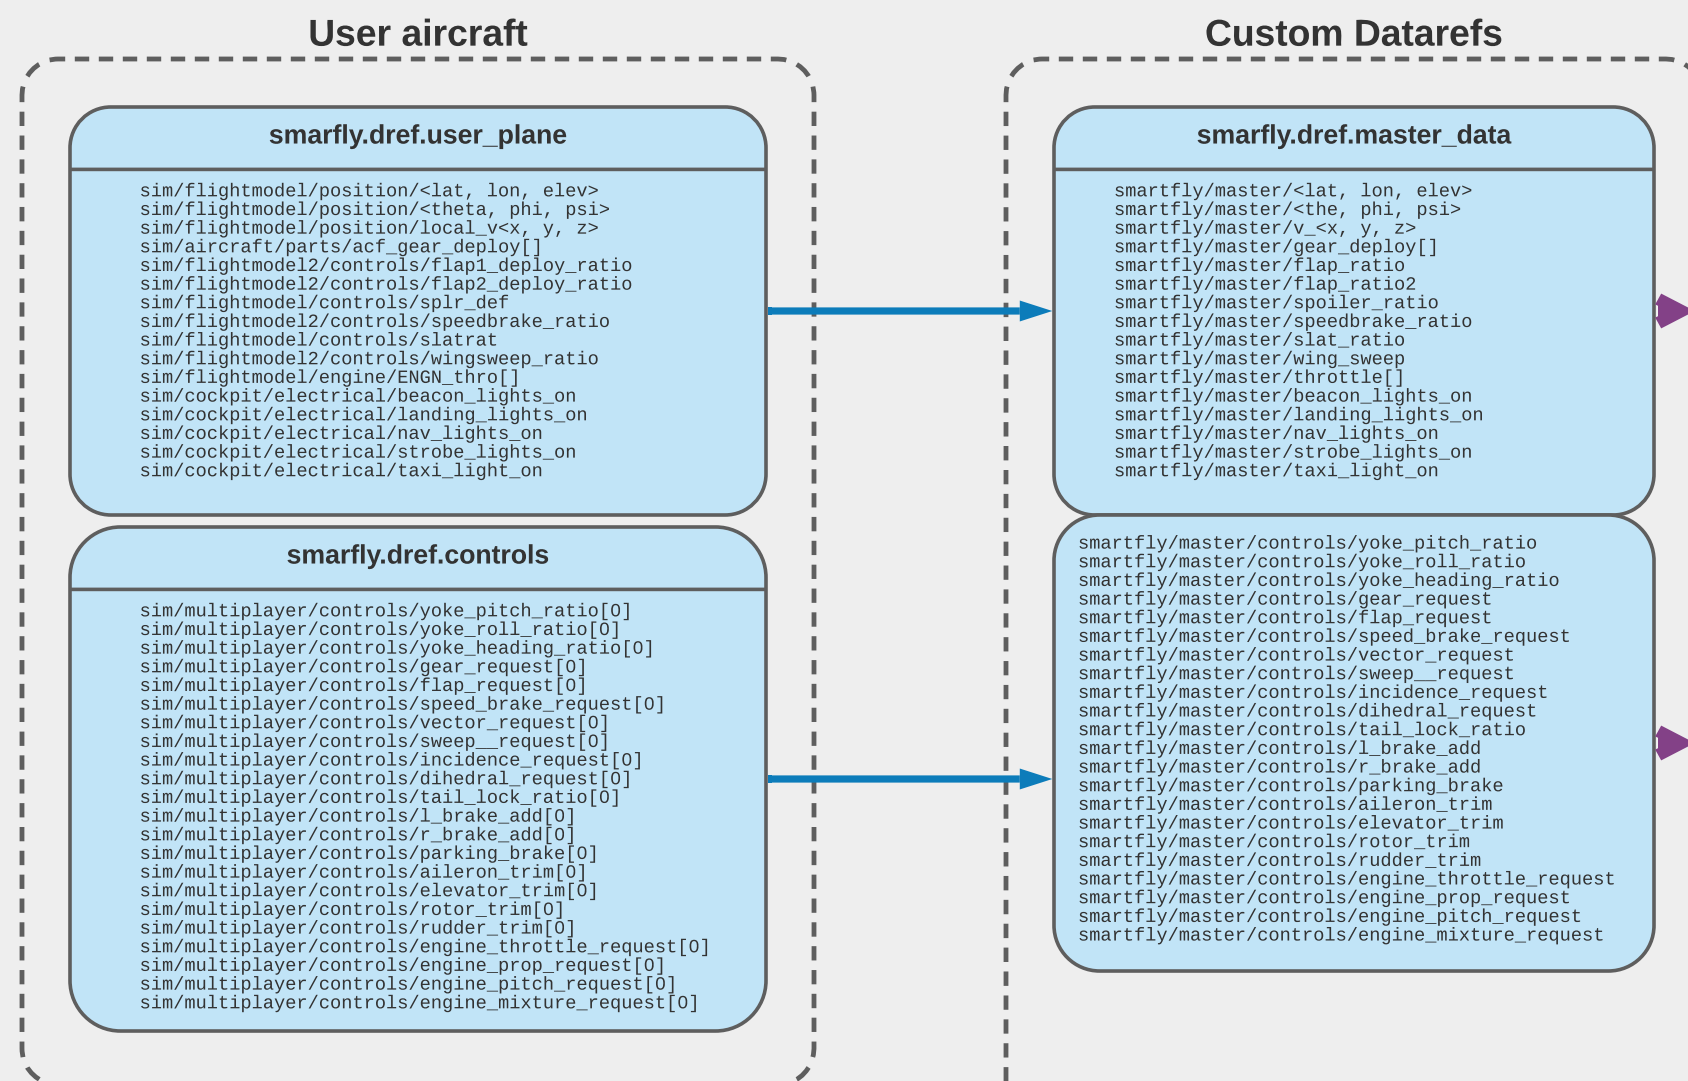 User aircraft
smarfly.dref.user_plane
sim/flightmodel/position/<lat, lon, elev>
sim/flightmodel/position/<theta, phi, psi>
sim/flightmodel/position/local_v<x, y, z>
sim/aircraft/parts/acf_gear_deploy[]
sim/flightmodel2/controls/flap1_deploy_ratio
sim/flightmodel2/controls/flap2_deploy_ratio
sim/flightmodel/controls/splr_def
sim/flightmodel2/controls/speedbrake_ratio
sim/flightmodel/controls/slatrat
sim/flightmodel2/controls/wingsweep_ratio
sim/flightmodel/engine/ENGN_thro[]
sim/cockpit/electrical/beacon_lights_on
sim/cockpit/electrical/landing_lights_on
sim/cockpit/electrical/nav_lights_on
sim/cockpit/electrical/strobe_lights_on
sim/cockpit/electrical/taxi_light_on
smarfly.dref.controls
sim/multiplayer/controls/yoke_pitch_ratio[0]
sim/multiplayer/controls/yoke_roll_ratio[0]
sim/multiplayer/controls/yoke_heading_ratio[0]
sim/multiplayer/controls/gear_request[0]
sim/multiplayer/controls/flap_request[0]
sim/multiplayer/controls/speed_brake_request[0]
sim/multiplayer/controls/vector_request[0]
sim/multiplayer/controls/sweep__request[0]
sim/multiplayer/controls/incidence_request[0]
sim/multiplayer/controls/dihedral_request[0]
sim/multiplayer/controls/tail_lock_ratio[0]
sim/multiplayer/controls/l_brake_add[0]
sim/multiplayer/controls/r_brake_add[0]
sim/multiplayer/controls/parking_brake[0]
sim/multiplayer/controls/aileron_trim[0]
sim/multiplayer/controls/elevator_trim[0]
sim/multiplayer/controls/rotor_trim[0]
sim/multiplayer/controls/rudder_trim[0]
sim/multiplayer/controls/engine_throttle_request[0]
sim/multiplayer/controls/engine_prop_request[0]
sim/multiplayer/controls/engine_pitch_request[0]
sim/multiplayer/controls/engine_mixture_request[0]
Custom Datarefs
smarfly.dref.master_data
smartfly/master/<lat, lon, elev>
smartfly/master/<the, phi, psi>
smartfly/master/v_<x, y, z>
smartfly/master/gear_deploy[]
smartfly/master/flap_ratio
smartfly/master/flap_ratio2
smartfly/master/spoiler_ratio
smartfly/master/speedbrake_ratio
smartfly/master/slat_ratio
smartfly/master/wing_sweep
smartfly/master/throttle[]
smartfly/master/beacon_lights_on
smartfly/master/landing_lights_on
smartfly/master/nav_lights_on
smartfly/master/strobe_lights_on
smartfly/master/taxi_light_on
smartfly/master/controls/yoke_pitch_ratio
smartfly/master/controls/yoke_roll_ratio
smartfly/master/controls/yoke_heading_ratio
smartfly/master/controls/gear_request
smartfly/master/controls/flap_request
smartfly/master/controls/speed_brake_request
smartfly/master/controls/vector_request
smartfly/master/controls/sweep__request
smartfly/master/controls/incidence_request
smartfly/master/controls/dihedral_request
smartfly/master/controls/tail_lock_ratio
smartfly/master/controls/l_brake_add
smartfly/master/controls/r_brake_add
smartfly/master/controls/parking_brake
smartfly/master/controls/aileron_trim
smartfly/master/controls/elevator_trim
smartfly/master/controls/rotor_trim
smartfly/master/controls/rudder_trim
smartfly/master/controls/engine_throttle_request
smartfly/master/controls/engine_prop_request
smartfly/master/controls/engine_pitch_request
smartfly/master/controls/engine_mixture_request